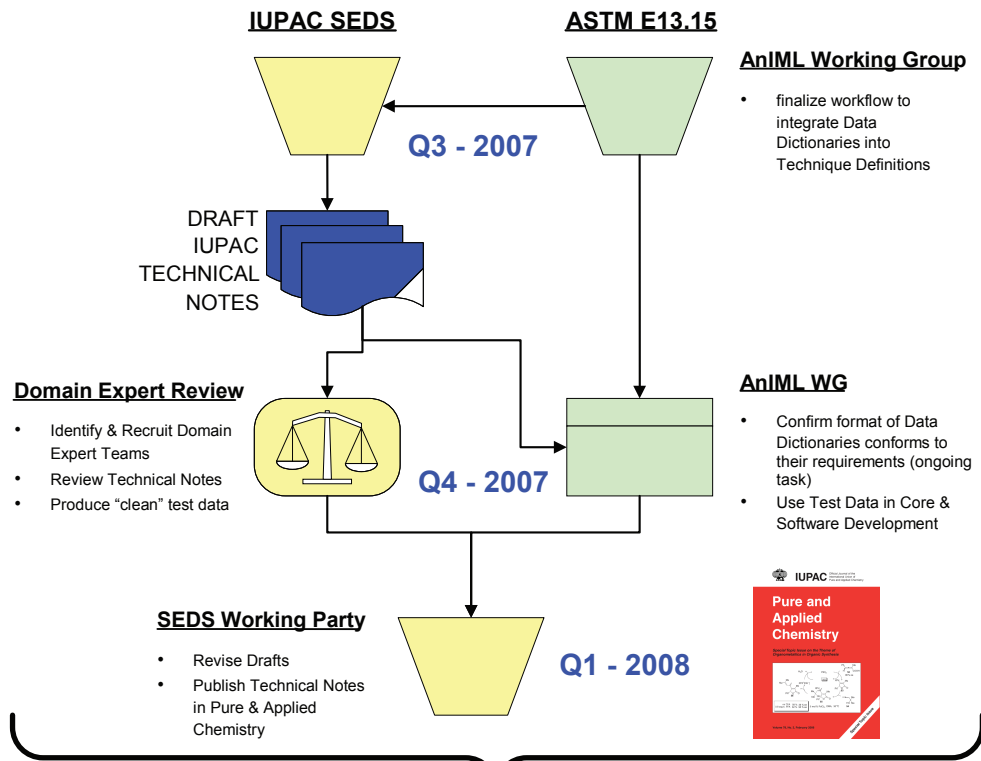 IUPAC SEDS
ASTM E13.15
AnIML Working Group
• finalize workflow to
integrate Data
Dictionaries into
Technique Definitions
Q3 - 2007
DRAFT
IUPAC
TECHNICAL
NOTES
Domain Expert Review
• Identify & Recruit Domain
Expert Teams
• Review Technical Notes
• Produce “clean” test data
Q4 - 2007
AnIML WG
• Confirm format of Data
Dictionaries conforms to
their requirements (ongoing
task)
• Use Test Data in Core &
Software Development
SEDS Working Party
• Revise Drafts
• Publish Technical Notes
in Pure & Applied
Chemistry
Q1 - 2008
IUPAC
Pure and
Applied
Chemistry
Special Topic Issue